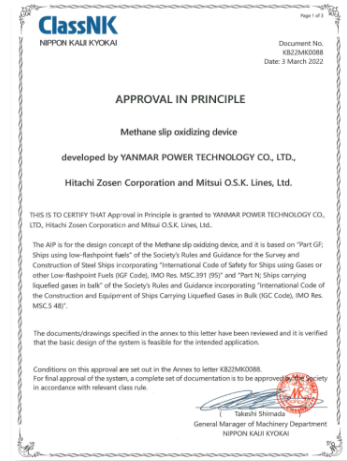 ClassNK
NIPPON KAIJI KYOKAI
Page 1 of 3
Document No.
KB22MK0088
Date: 3 March 2022
APPROVAL IN PRINCIPLE
Methane slip oxidizing device
developed by YANMAR POWER TECHNOLOGY CO., LTD.,
Hitachi Zosen Corporation and Mitsui O.S.K. Lines, Ltd.
THIS IS TO CERTIFY THAT Approval in Principle is granted to YANMAR POWER TECHNOLOGY CO.,
LTD., Hitachi Zosen Corporation and Mitsui O.S.K. Lines, Ltd.
The AIP is for the design concept of the Methane slip oxidizing device, and it is based on "Part GF;
Ships using low-flashpoint fuels" of the Society's Rules and Guidance for the Survey and
Construction of Steel Ships incorporating "International Code of Safety for Ships using Gases or
other Low-flashpoint Fuels (IGF Code), IMO Res. MSC.391 (95)" and "Part N; Ships carrying
liquefied gases in bulk" of the Society's Rules and Guidance incorporating "International Code of
the Construction and Equipment of Ships Carrying Liquefied Gases in Bulk (IGC Code), IMO Res.
MSC.5 48)".
The documents/drawings specified in the annex to this letter have been reviewed and it is verified
that the basic design of the system is feasible for the intended application.
Conditions on this approval are set out in the Annex to letter KB22MK0088.
For final approval of the system, a complete set of documentation is to be approved by the Society
in accordance with relevant class rule.
( Takeshi Shimada
General Manager of Machinery Department
NIPPON KAIJI KYOKAI